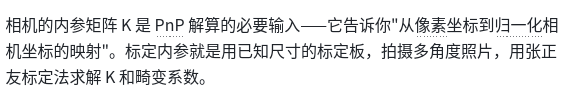 相机的内参矩阵 K 是 PnP 解算的必要输入——它告诉你"从像素坐标到归一化相
机坐标的映射"。标定内参就是用已知尺寸的标定板，拍摄多角度照片，用张正
友标定法求解 K 和畸变系数。